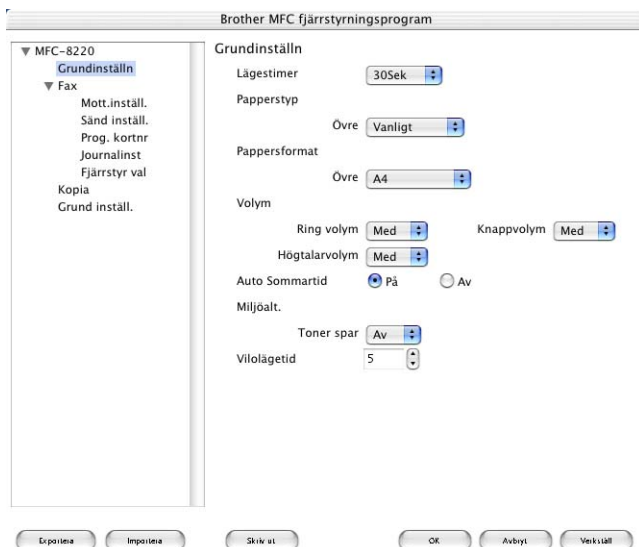 Brother MFC fjärrstyrningsprogram
MFC-8220
Grundinställn
Fax
Mott.inställ.
Sänd inställ.
Prog. kortnr
Journalinst
Fjärrstyr val
Kopia
Grund inställ.
Grundinställn
Lägestimer 30Sek
Papperstyp
Övre Vanligt
Pappersformat
Övre A4
Volym
Ring volym Med Knappvolym Med
Högtalarvolym Med
Auto Sommartid På Av
Miljöalt.
Toner spar Av
Vilolägetid 5
Exportera Importera Skriv ut OK Avbryt Verkställ